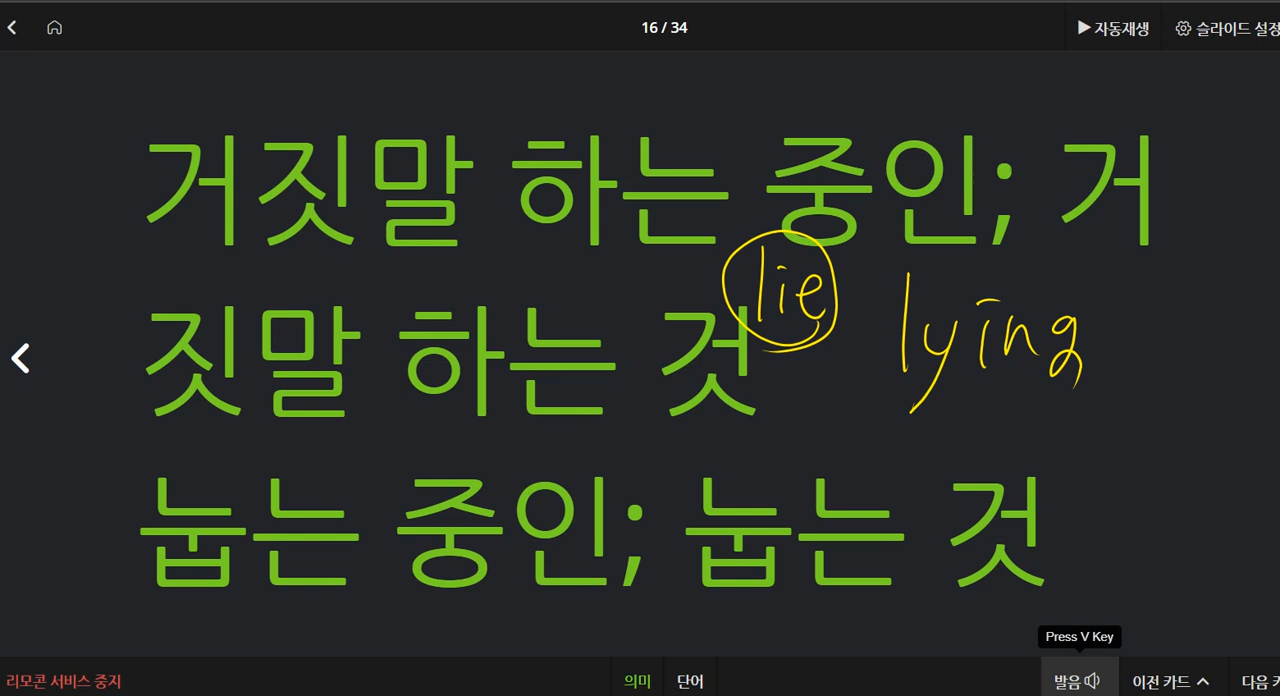 16 / 34
▶ 자동재생
슬라이드 설정
거짓말 하는 중인; 거
짓말 하는 것
눕는 중인; 눕는 것
lie
lying
Press V Key
리모콘 서비스 중지
의미
단어
발음
이전 카드
다음